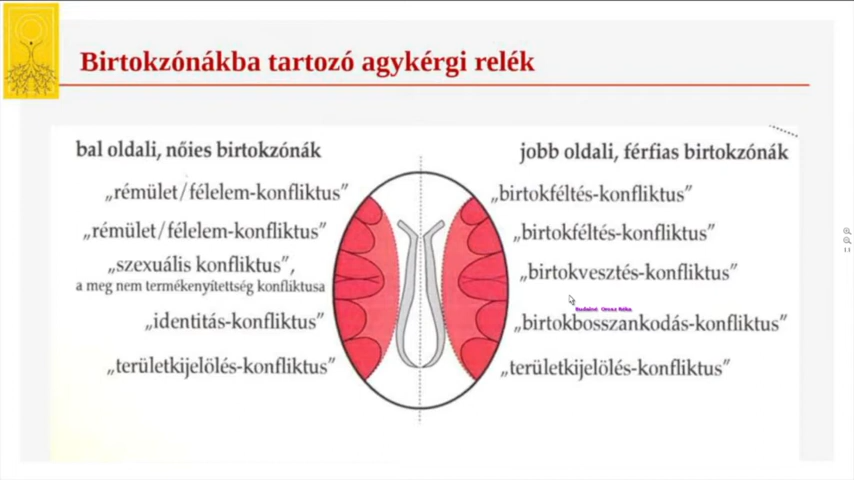 Birtokzónákba tartozó agykérgi relék
bal oldali, nőies birtokzónák
„rémület/félelem-konfliktus”
„rémület/félelem-konfliktus”
„szexuális konfliktus”,
a meg nem termékenyítettség konfliktusa
„identitás-konfliktus”
„területkijelölés-konfliktus”
jobb oldali, férfias birtokzónák
„birtokféltés-konfliktus”
„birtokféltés-konfliktus”
„birtokvesztés-konfliktus”
„birtokbosszankodás-konfliktus”
„területkijelölés-konfliktus”